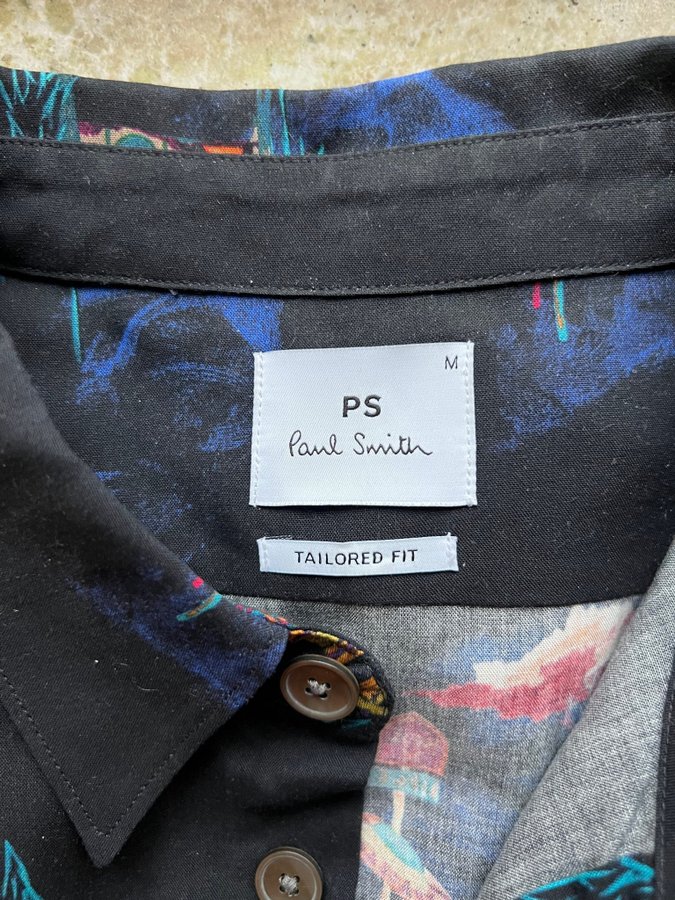 M
PS
Paul Smith
TAILORED FIT